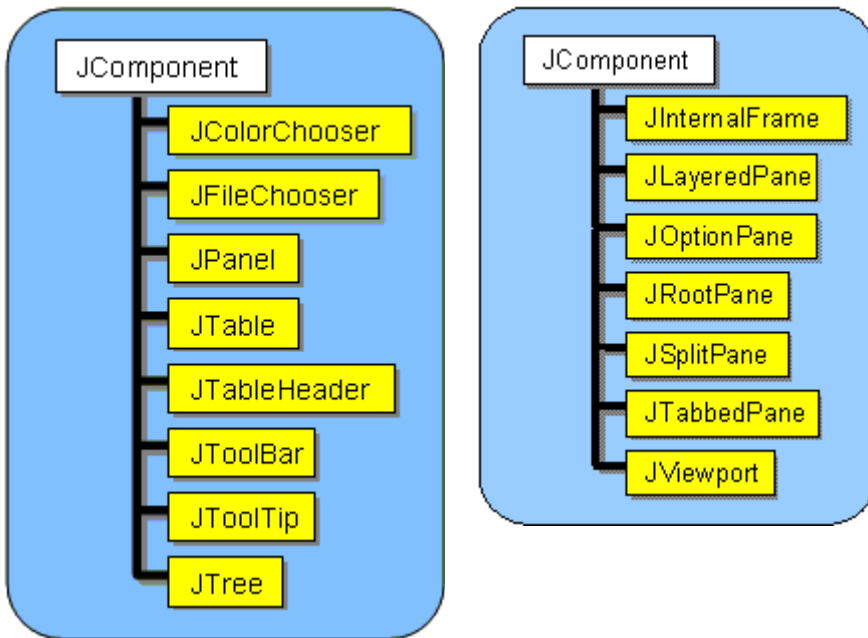 JComponent
JColorChooser
JFileChooser
JPanel
JTable
JTableHeader
JToolBar
JToolTip
JTree
JComponent
JInternalFrame
JLayeredPane
JOptionPane
JRootPane
JSplitPane
JTabbedPane
JViewport